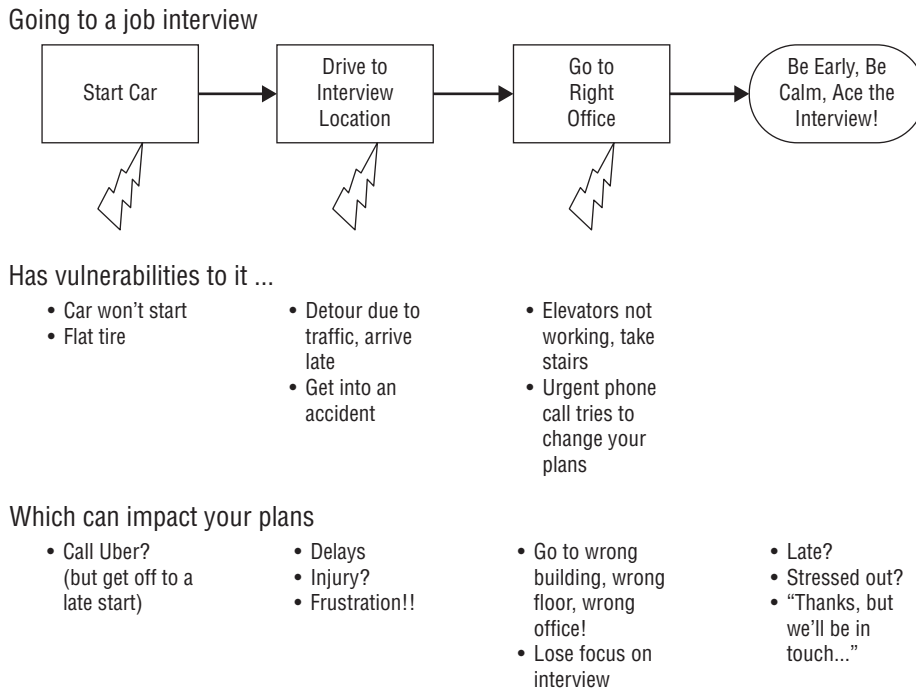 Going to a job interview
Start Car
Drive to
Interview
Location
Go to
Right
Office
Be Early, Be
Calm, Ace the
Interview!
Has vulnerabilities to it ...
• Car won’t start
• Flat tire
• Detour due to
traffic, arrive
late
• Get into an
accident
• Elevators not
working, take
stairs
• Urgent phone
call tries to
change your
plans
Which can impact your plans
• Call Uber?
(but get off to a
late start)
• Delays
• Injury?
• Frustration!!
• Go to wrong
building, wrong
floor, wrong
office!
• Lose focus on
interview
• Late?
• Stressed out?
• “Thanks, but
we’ll be in
touch...”